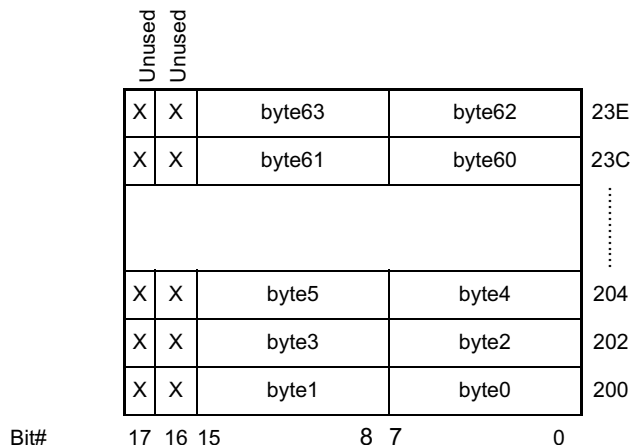 Unused Unused
X X byte63 byte62 23E
X X byte61 byte60 23C
X X byte5 byte4 204
X X byte3 byte2 202
X X byte1 byte0 200
Bit# 17 16 15 8 7 0